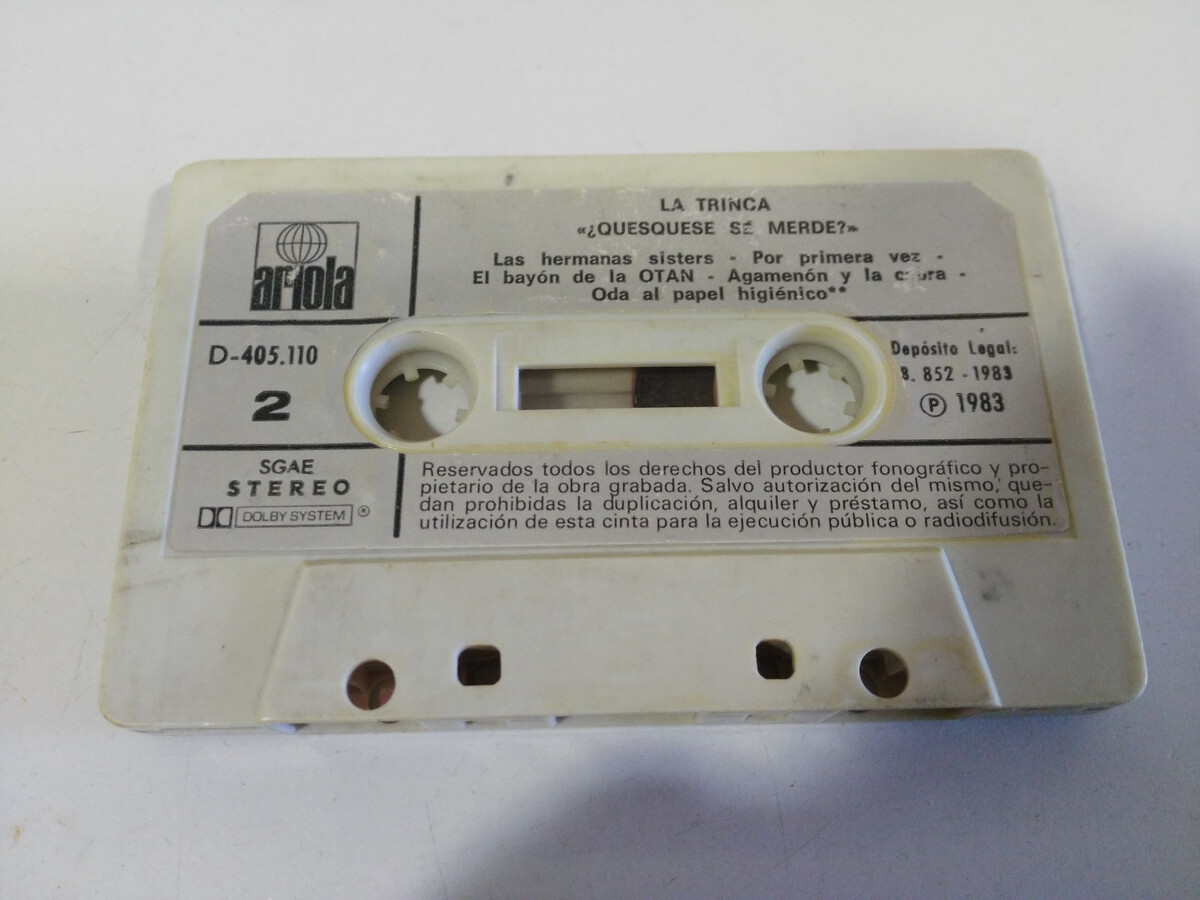 LA TRINCA
«¿QUESQUESE SE MERDE?»
Las hermanas sisters - Por primera vez -
El bayón de la OTAN - Agamenón y la -
Oda al papel higiénico**
ariola
D-405.110
2
Depósito Legal:
B. 852 - 1983
Ⓟ 1983
SGAE
STEREO
DOLBY SYSTEM ®
Reservados todos los derechos del productor fonográfico y pro-
pietario de la obra grabada. Salvo autorización del mismo, que-
dan prohibidas la duplicación, alquiler y préstamo, así como la
utilización de esta cinta para la ejecución pública o radiodifusión.